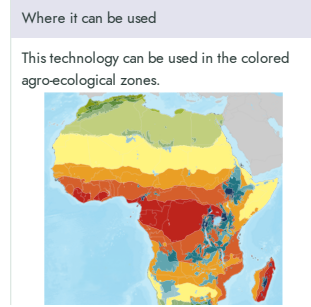 Where it can be used
This technology can be used in the colored
agro-ecological zones.